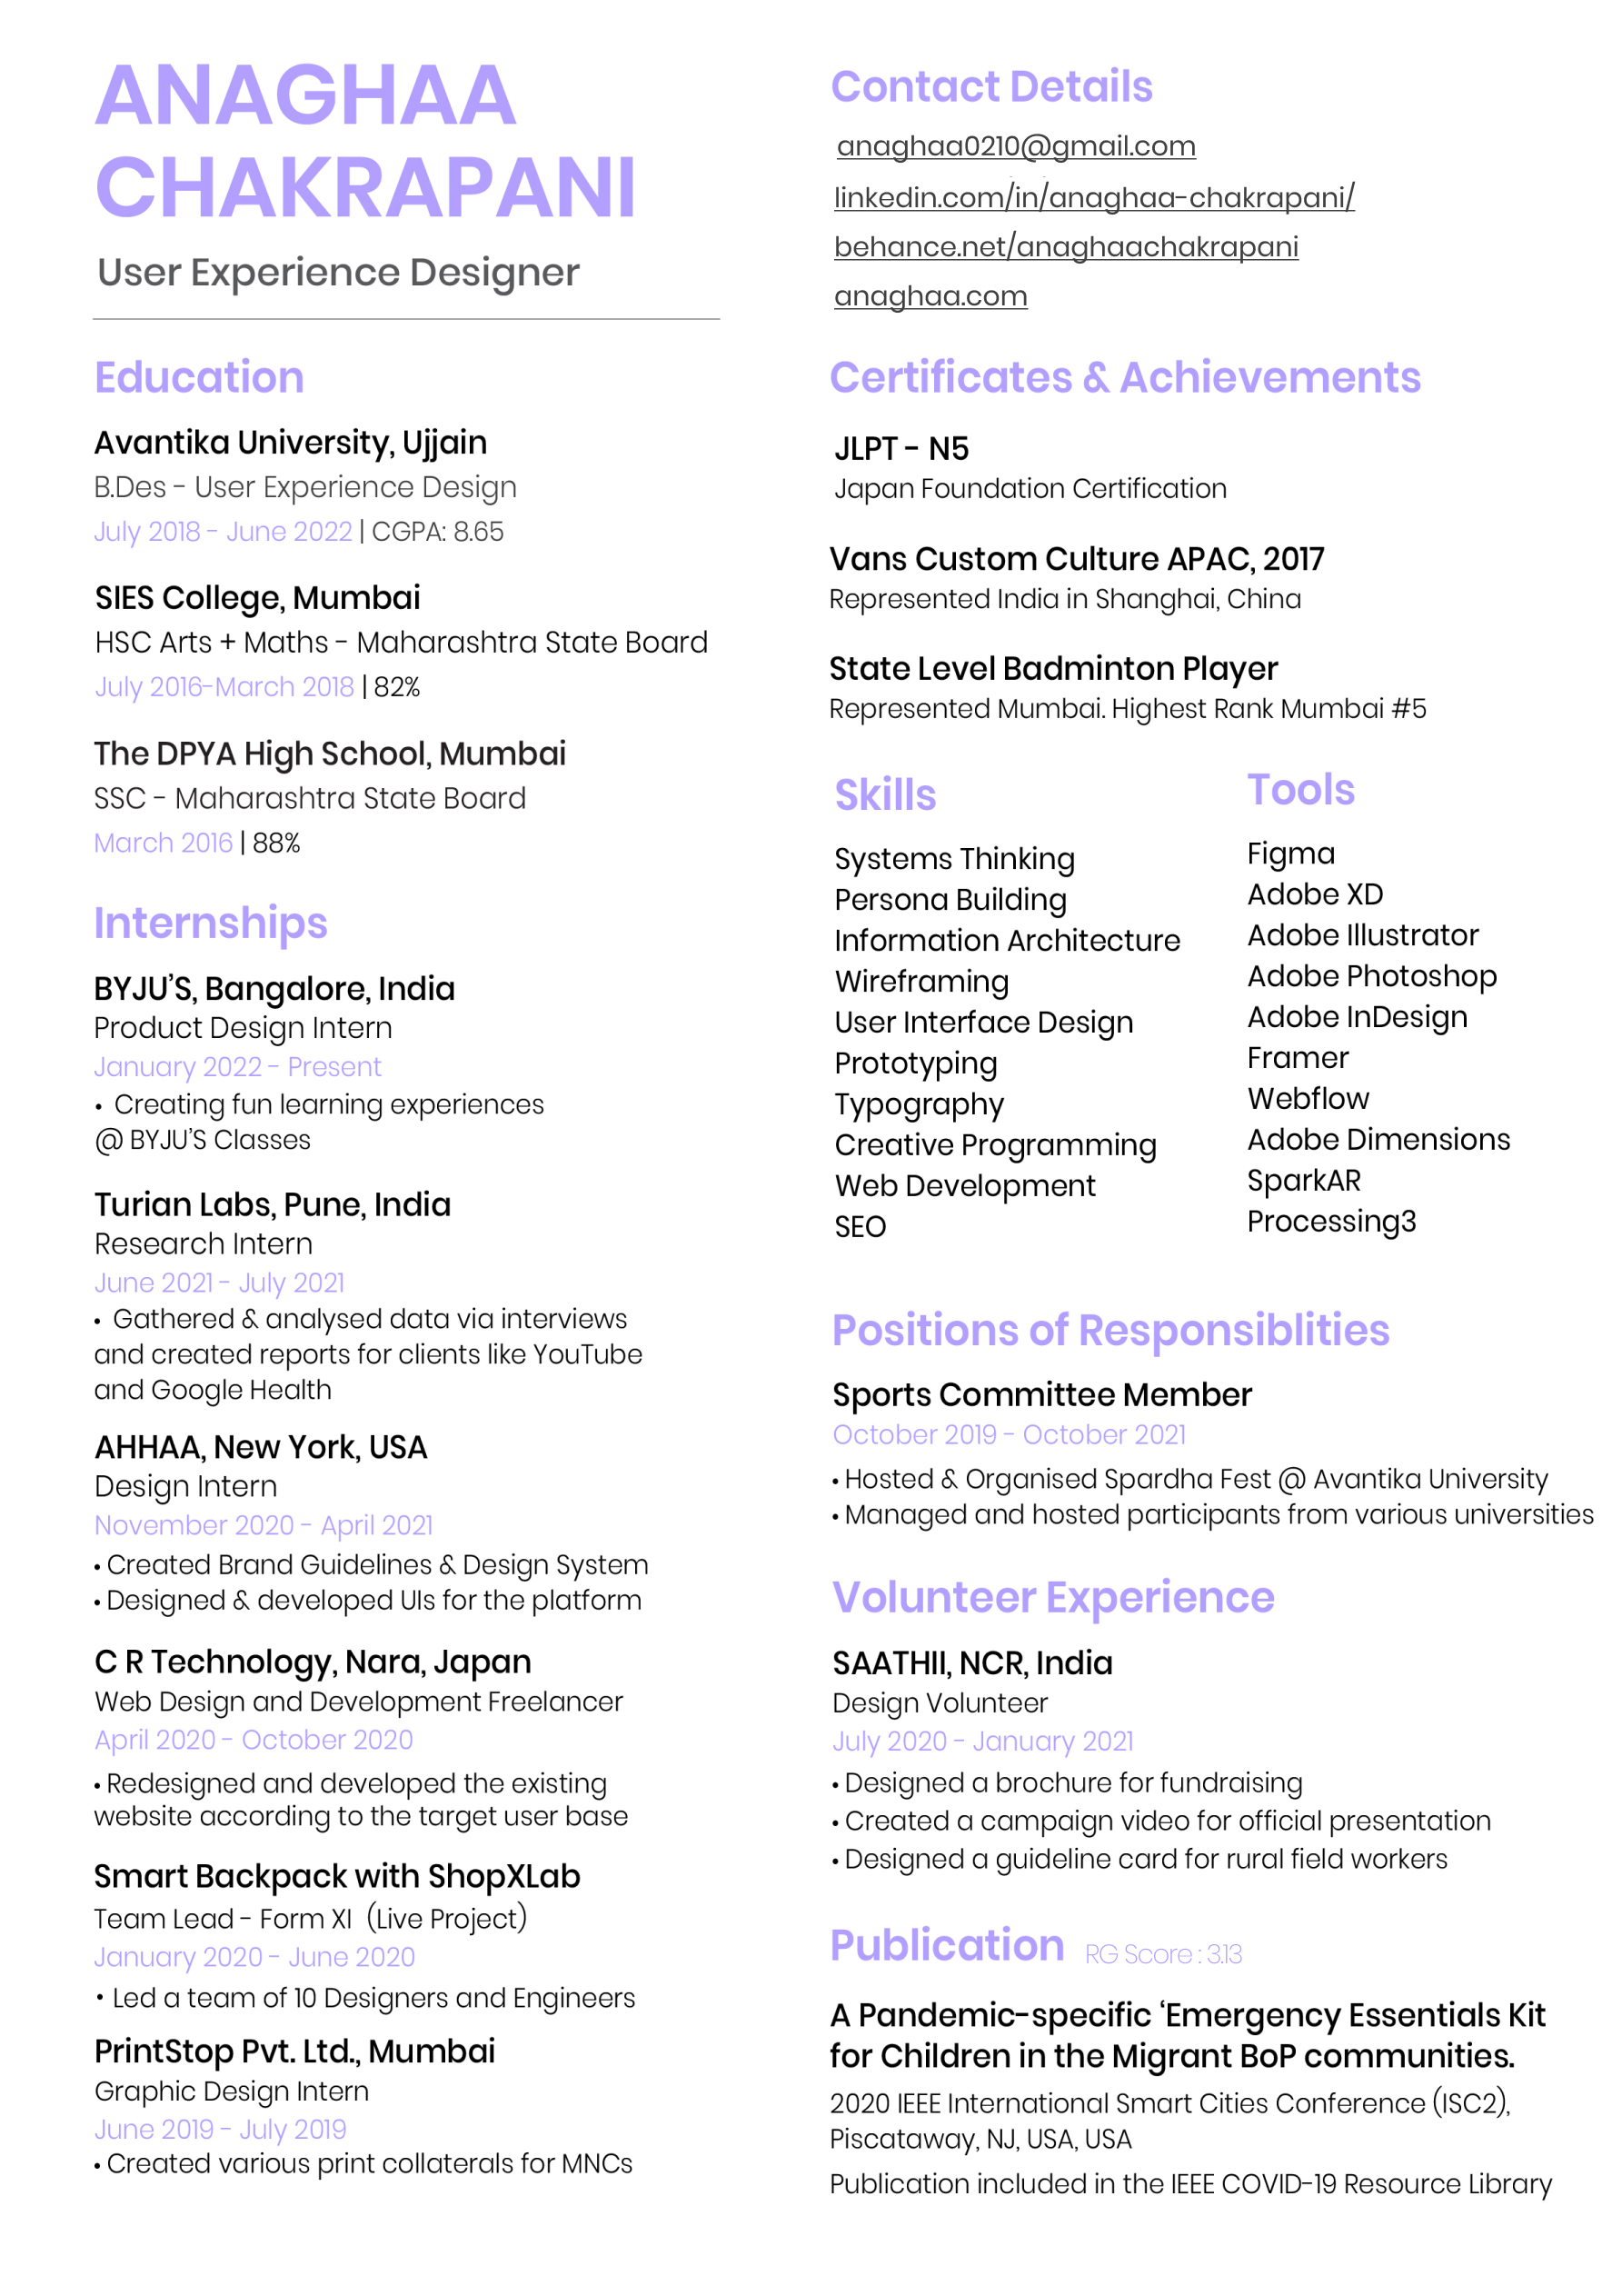 ANAGHAA
CHAKRAPANI
User Experience Designer
Education
Avantika University, Ujjain
B.Des - User Experience Design
July 2018 - June 2022 | CGPA: 8.65
SIES College, Mumbai
HSC Arts + Maths - Maharashtra State Board
July 2016-March 2018 | 82%
The DPYA High School, Mumbai
SSC - Maharashtra State Board
March 2016 | 88%
Internships
BYJU'S, Bangalore, India
Product Design Intern
January 2022 - Present
• Creating fun learning experiences
@ BYJU'S Classes
Turian Labs, Pune, India
Research Intern
June 2021 - July 2021
• Gathered & analysed data via interviews
and created reports for clients like YouTube
and Google Health
AHHAA, New York, USA
Design Intern
November 2020 - April 2021
• Created Brand Guidelines & Design System
• Designed & developed UIs for the platform
C R Technology, Nara, Japan
Web Design and Development Freelancer
April 2020 - October 2020
• Redesigned and developed the existing
website according to the target user base
Smart Backpack with ShopXLab
Team Lead - Form XI (Live Project)
January 2020 - June 2020
• Led a team of 10 Designers and Engineers
PrintStop Pvt. Ltd., Mumbai
Graphic Design Intern
June 2019 - July 2019
• Created various print collaterals for MNCs
Contact Details
anaghaa0210@gmail.com
linkedin.com/in/anaghaa-chakrapani/
behance.net/anaghaachakrapani
anaghaa.com
Certificates & Achievements
JLPT - N5
Japan Foundation Certification
Vans Custom Culture APAC, 2017
Represented India in Shanghai, China
State Level Badminton Player
Represented Mumbai. Highest Rank Mumbai #5
Skills
Systems Thinking
Persona Building
Information Architecture
Wireframing
User Interface Design
Prototyping
Typography
Creative Programming
Web Development
SEO
Tools
Figma
Adobe XD
Adobe Illustrator
Adobe Photoshop
Adobe InDesign
Framer
Webflow
Adobe Dimensions
SparkAR
Processing3
Positions of Responsiblities
Sports Committee Member
October 2019 - October 2021
• Hosted & Organised Spardha Fest @ Avantika University
• Managed and hosted participants from various universities
Volunteer Experience
SAATHII, NCR, India
Design Volunteer
July 2020 - January 2021
• Designed a brochure for fundraising
• Created a campaign video for official presentation
• Designed a guideline card for rural field workers
Publication RG Score : 3.13
A Pandemic-specific ‘Emergency Essentials Kit
for Children in the Migrant BoP communities.
2020 IEEE International Smart Cities Conference (ISC2),
Piscataway, NJ, USA, USA
Publication included in the IEEE COVID-19 Resource Library